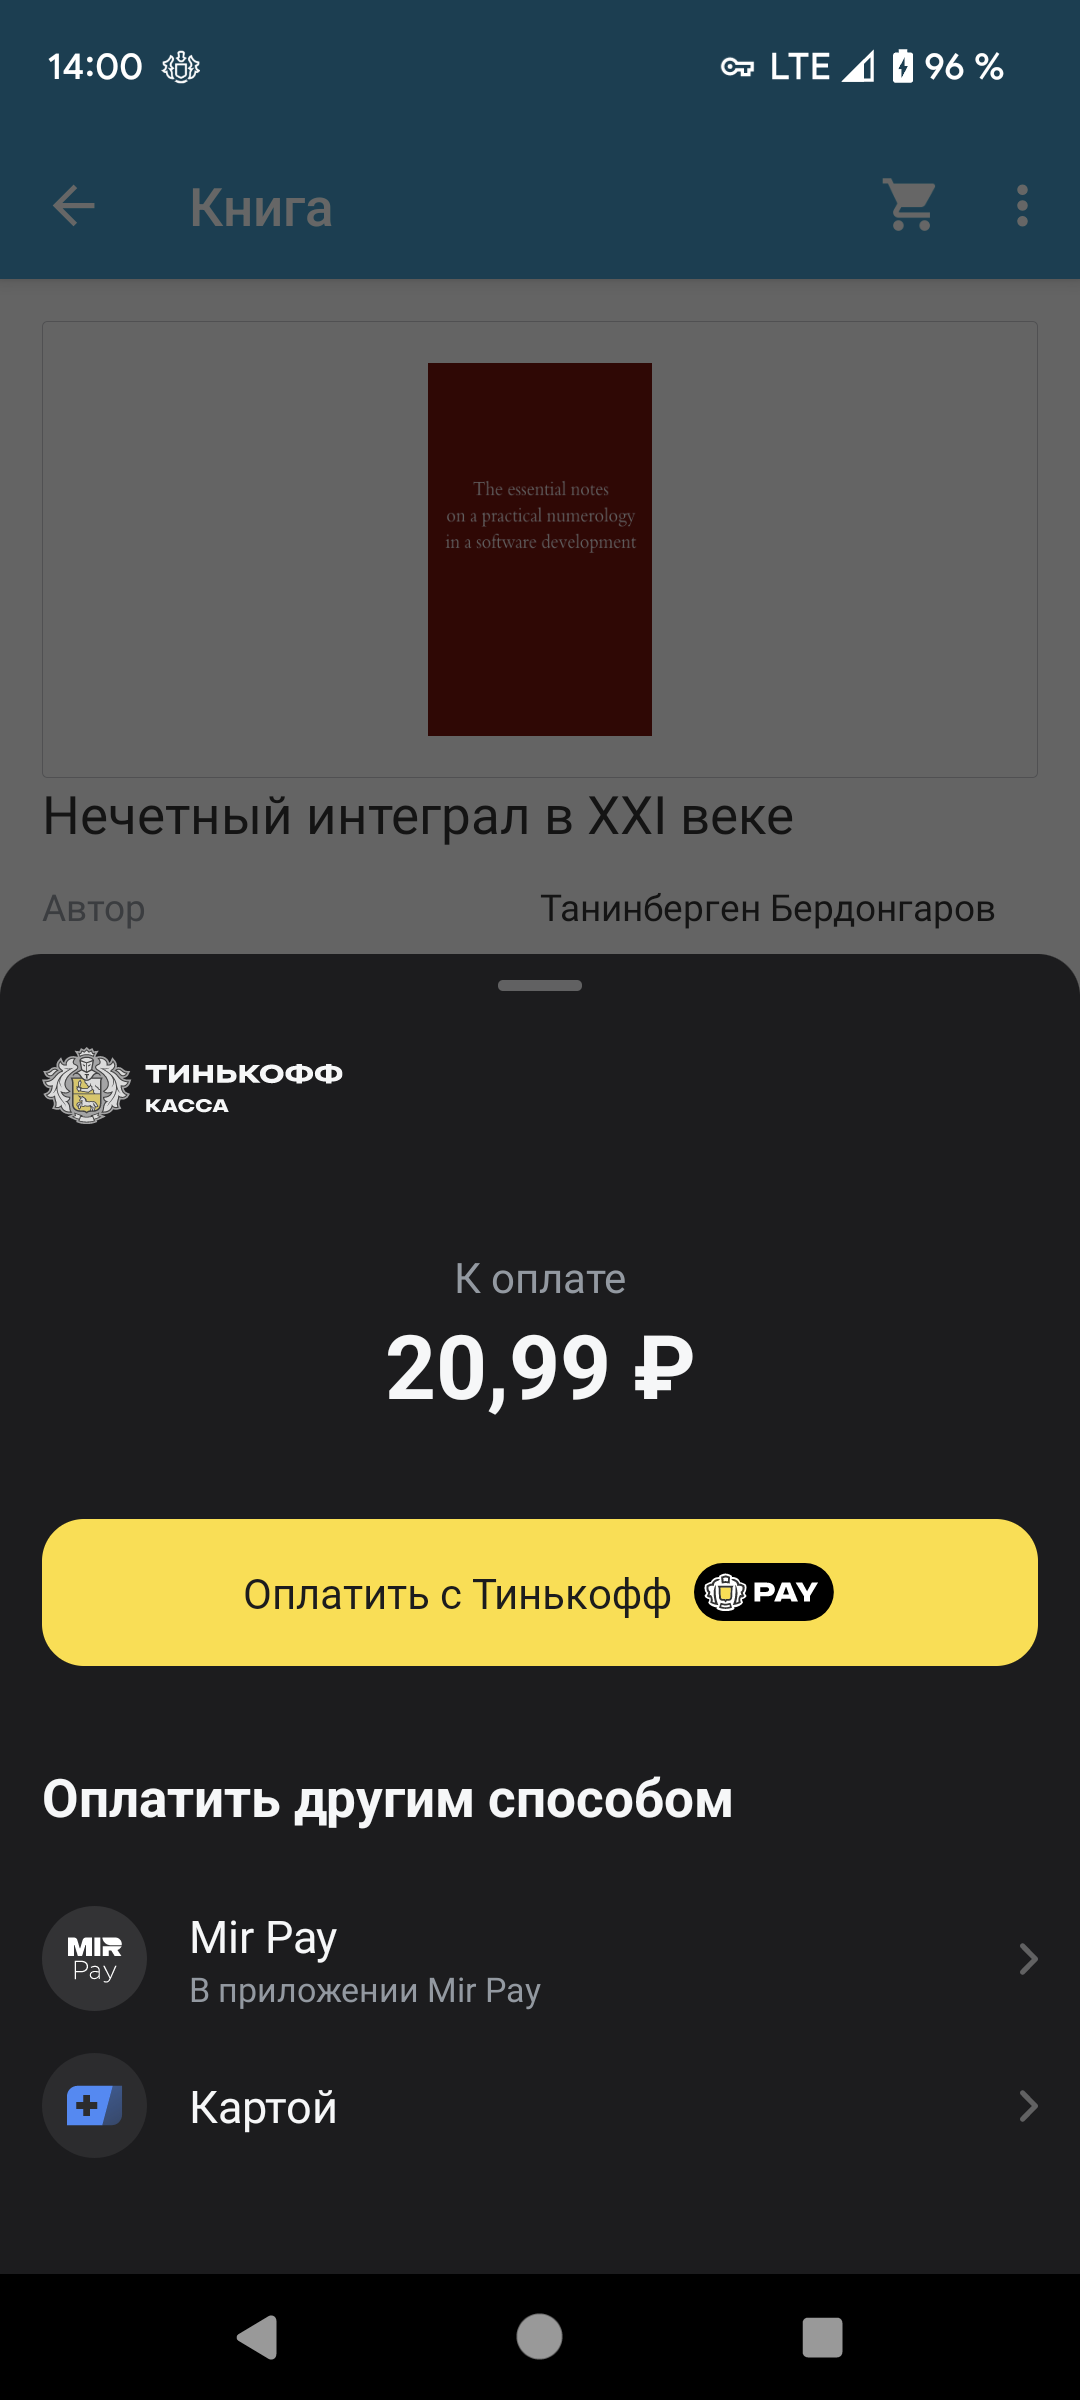 14:00 LTE 96 %
Книга
The essential notes
on a practical numerology
in a software development
Нечетный интеграл в XXI веке
Автор Танинберген Бердонгаров
ТИНЬКОФФ
КАССА
К оплате
20,99 ₽
Оплатить с Тинькофф PAY
Оплатить другим способом
MIR
Pay
Mir Pay
В приложении Mir Pay
Картой